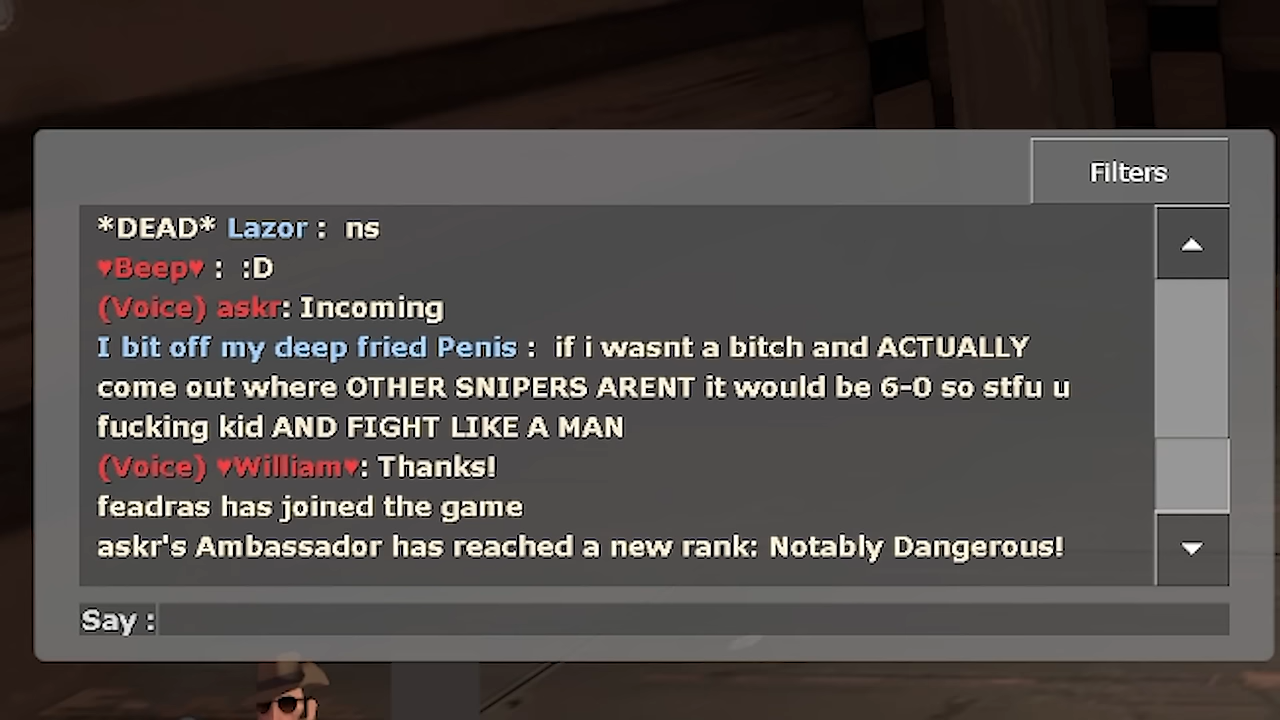 Filters
*DEAD* Lazor :  ns
♥Beep♥ :  :D
(Voice) askr: Incoming
I bit off my deep fried Penis :  if i wasnt a bitch and ACTUALLY
come out where OTHER SNIPERS ARENT it would be 6-0 so stfu u
fucking kid AND FIGHT LIKE A MAN
(Voice) ♥William♥: Thanks!
feadras has joined the game
askr's Ambassador has reached a new rank: Notably Dangerous!
Say :